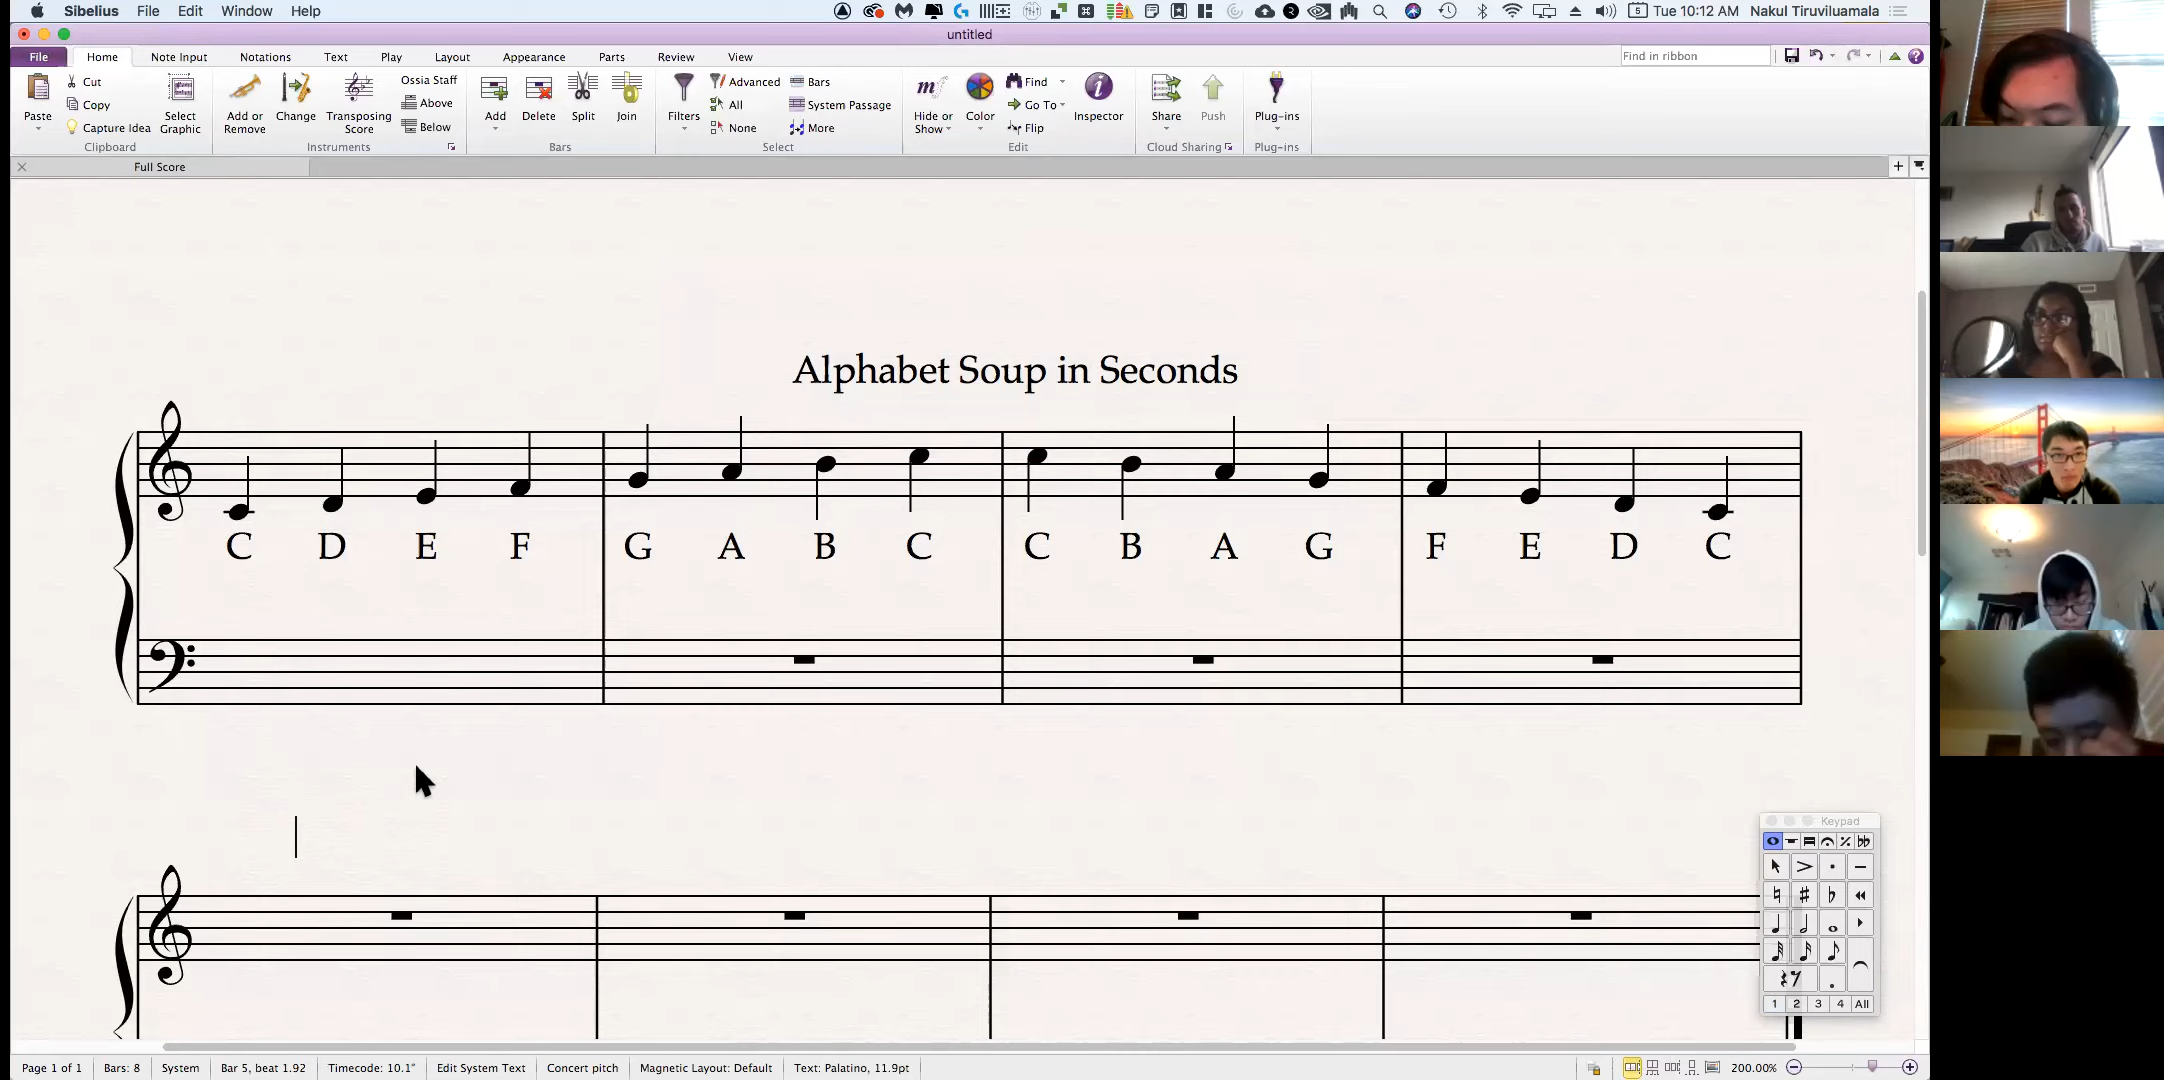 Sibelius File Edit Window Help Tue 10:12 AM Nakul Tiruviluamala
untitled
File Home Note Input Notations Text Play Layout Appearance Parts Review View Find in ribbon
Paste Cut Copy Capture Idea Select Graphic Clipboard
Add or Remove Change Transposing Score Ossia Staff Above Below Instruments
Add Delete Split Join Bars
Filters Advanced All None Bars System Passage More Select
Hide or Show Color Find Go To Flip Inspector Edit
Share Push Cloud Sharing
Plug-ins Plug-ins
Full Score
Alphabet Soup in Seconds
C D E F G A B C C B A G F E D C
Keypad
1 2 3 4 All
Page 1 of 1 Bars: 8 System Bar 5, beat 1.92 Timecode: 10.1" Edit System Text Concert pitch Magnetic Layout: Default Text: Palatino, 11.9pt 200.00%